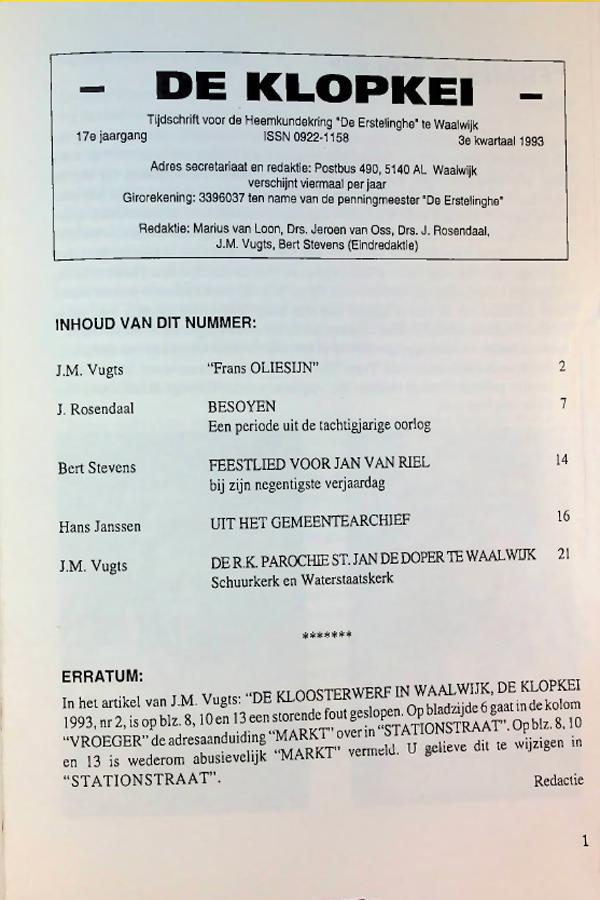 – DE KLOPKEI –
Tijdschrift voor de Heemkundekring "De Erstelinghe" te Waalwijk
17e jaargang ISSN 0922-1158 3e kwartaal 1993
Adres secretariaat en redaktie: Postbus 490, 5140 AL Waalwijk
verschijnt viermaal per jaar
Girorekening: 3396037 ten name van de penningmeester "De Erstelinghe"
Redaktie: Marius van Loon, Drs. Jeroen van Oss, Drs. J. Rosendaal,
J.M. Vugts, Bert Stevens (Eindredaktie)
INHOUD VAN DIT NUMMER:
J.M. Vugts "Frans OLIESIJN" 2
J. Rosendaal BESOYEN 7
Een periode uit de tachtigjarige oorlog
Bert Stevens FEESTLIED VOOR JAN VAN RIEL 14
bij zijn negentigste verjaardag
Hans Janssen UIT HET GEMEENTEARCHIEF 16
J.M. Vugts DE R.K. PAROCHIE ST. JAN DE DOPER TE WAALWIJK 21
Schuurkerk en Waterstaatskerk
*******
ERRATUM:
In het artikel van J.M. Vugts: "DE KLOOSTERWERF IN WAALWIJK, DE KLOPKEI
1993, nr 2, is op blz. 8, 10 en 13 een storende fout geslopen. Op bladzijde 6 gaat in de kolom
"VROEGER" de adresaanduiding "MARKT" over in "STATIONSTRAAT". Op blz. 8, 10
en 13 is wederom abusievelijk "MARKT" vermeld. U gelieve dit te wijzigen in
"STATIONSTRAAT".
Redactie
1